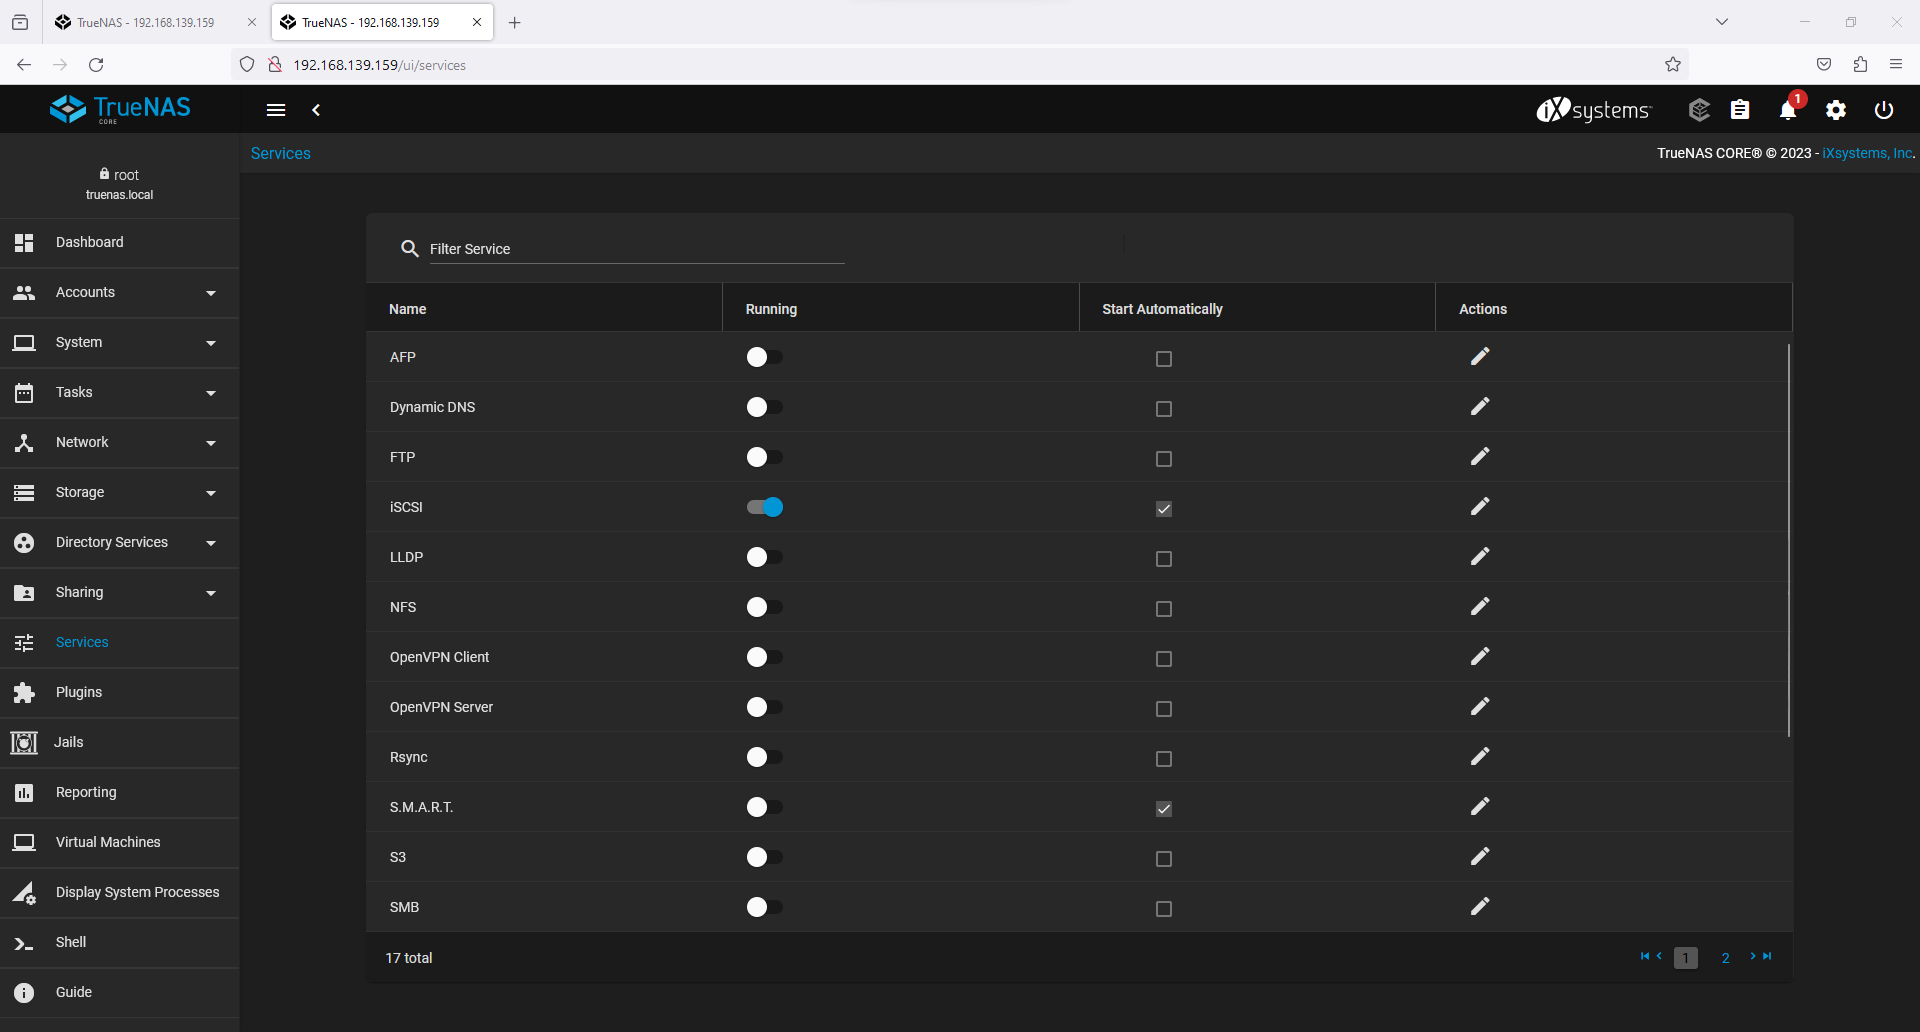 TrueNAS - 192.168.139.159
TrueNAS - 192.168.139.159
192.168.139.159/ui/services
TrueNAS
CORE
iXsystems
1
Services
TrueNAS CORE® © 2023 - iXsystems, Inc.
root
truenas.local
Dashboard
Accounts
System
Tasks
Network
Storage
Directory Services
Sharing
Services
Plugins
Jails
Reporting
Virtual Machines
Display System Processes
Shell
Guide
Filter Service
Name Running Start Automatically Actions
AFP
Dynamic DNS
FTP
iSCSI
LLDP
NFS
OpenVPN Client
OpenVPN Server
Rsync
S.M.A.R.T.
S3
SMB
17 total
1 2